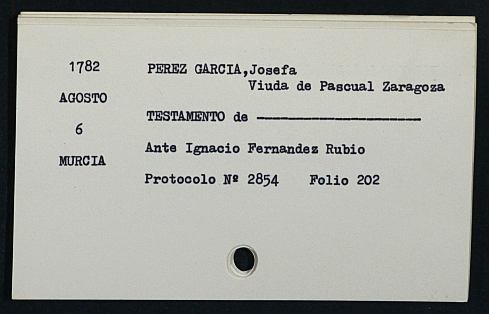 1782
AGOSTO
6
MURCIA
PEREZ GARCIA,Josefa
Viuda de Pascual Zaragoza
TESTAMENTO de ---------------------
Ante Ignacio Fernandez Rubio
Protocolo Nº 2854 Folio 202